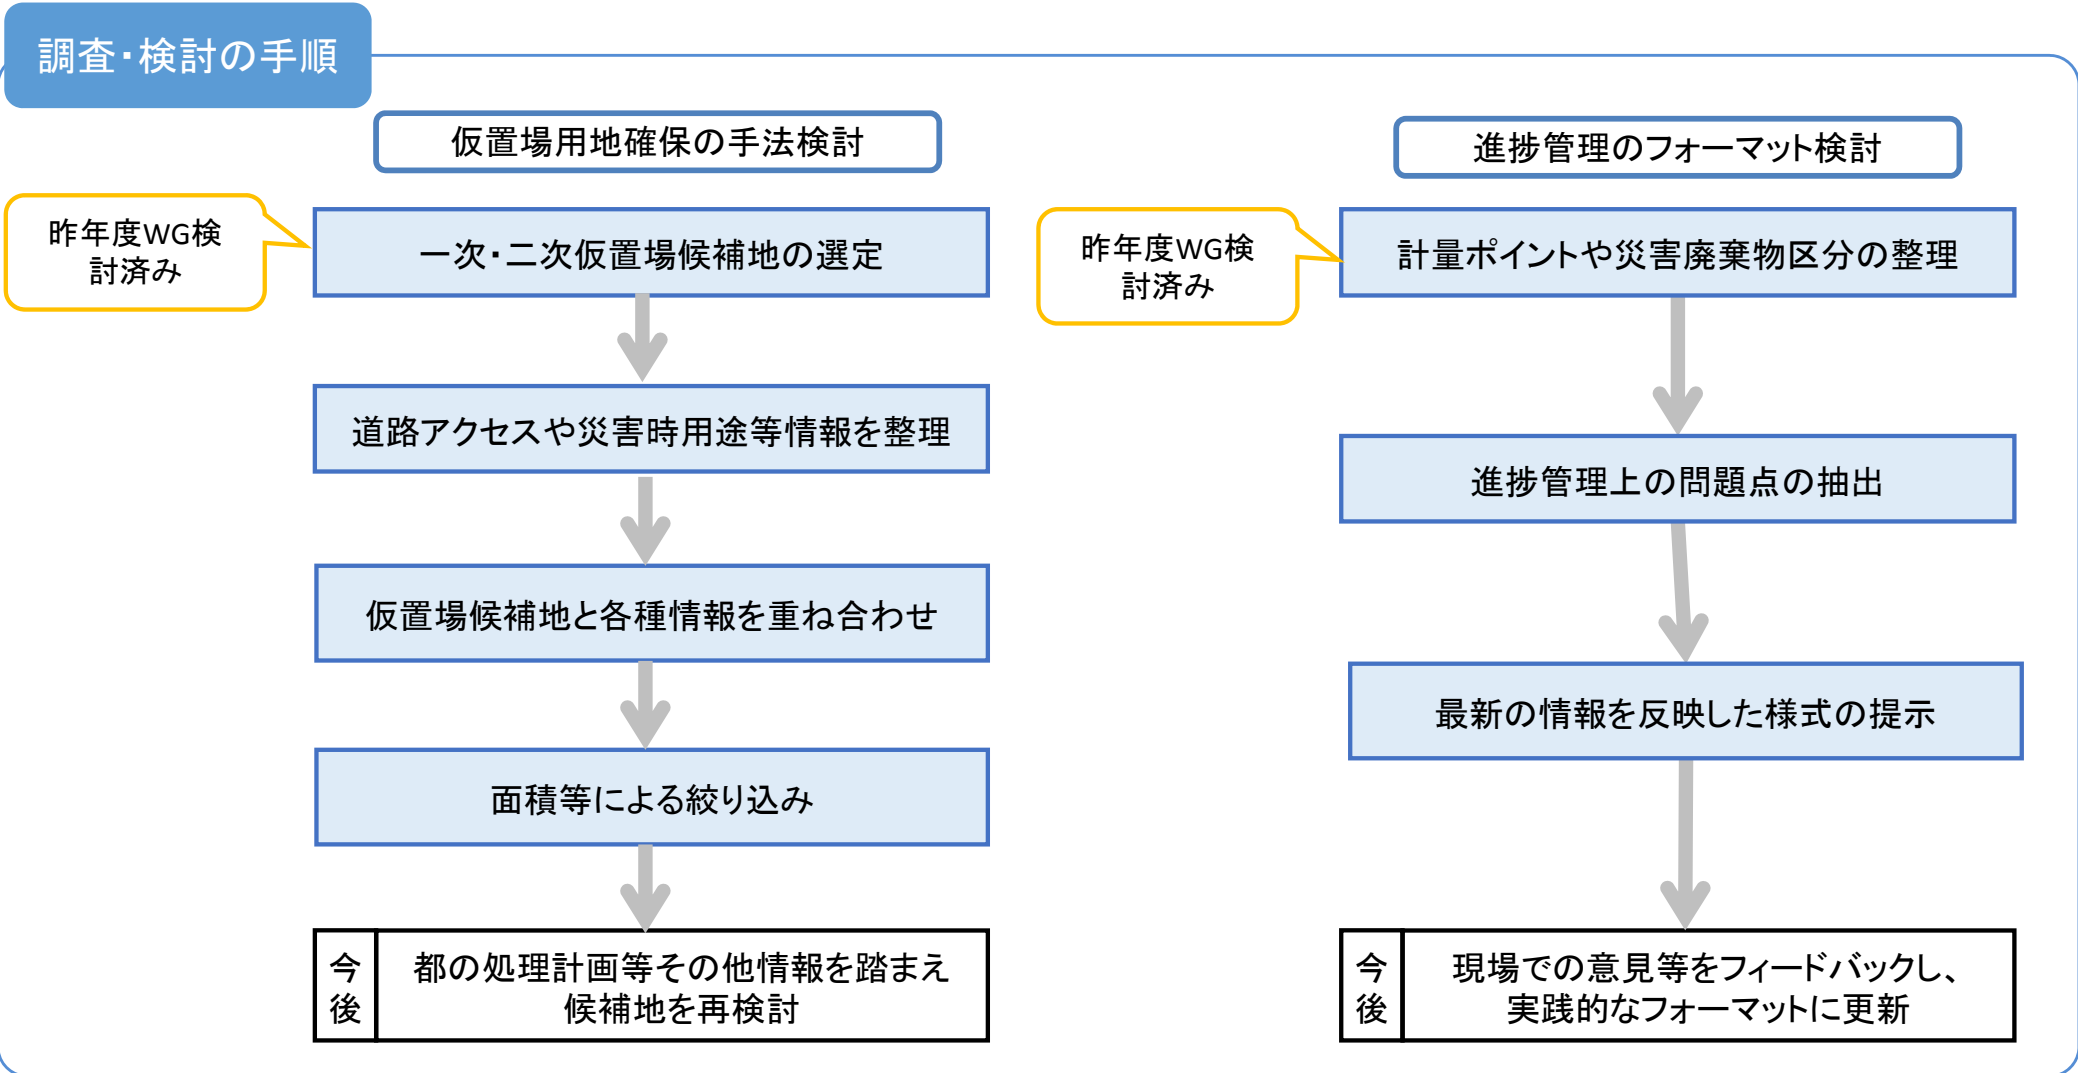 調査・検討の手順
仮置場用地確保の手法検討
昨年度WG検
討済み
一次・二次仮置場候補地の選定
道路アクセスや災害時用途等情報を整理
仮置場候補地と各種情報を重ね合わせ
面積等による絞り込み
今
後
都の処理計画等その他情報を踏まえ
候補地を再検討
進捗管理のフォーマット検討
昨年度WG検
討済み
計量ポイントや災害廃棄物区分の整理
進捗管理上の問題点の抽出
最新の情報を反映した様式の提示
今
後
現場での意見等をフィードバックし、
実践的なフォーマットに更新